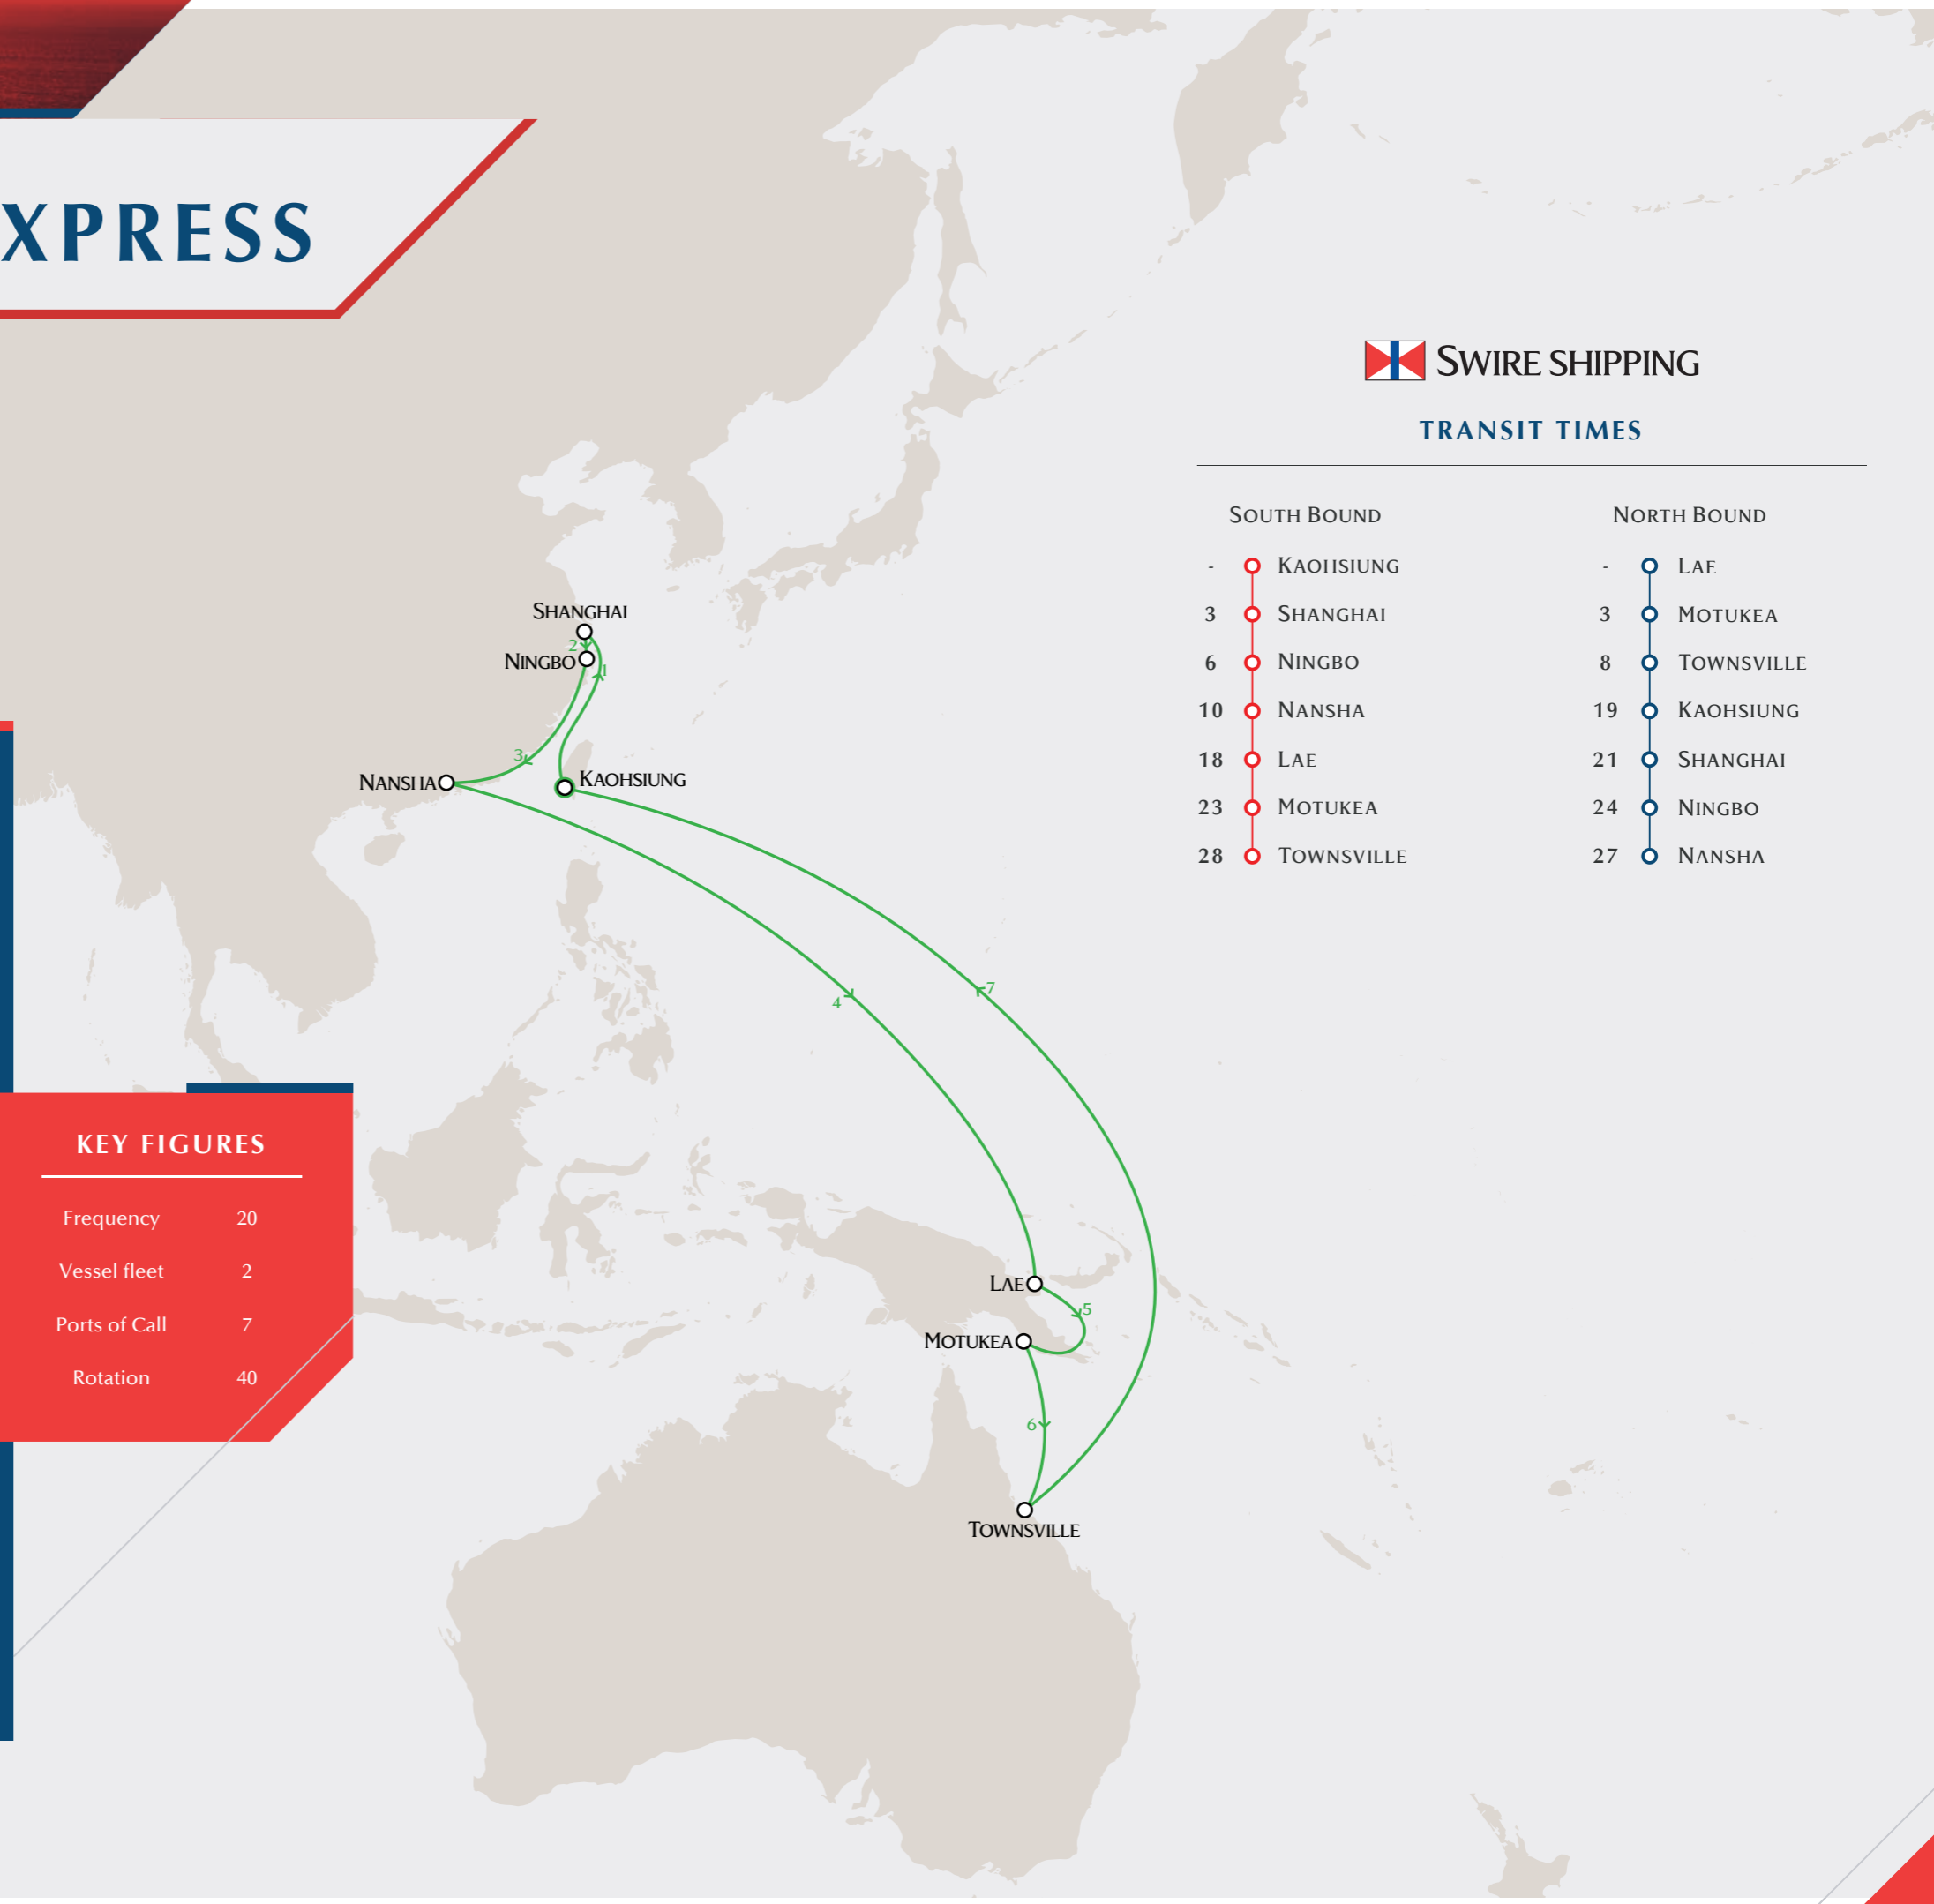 XPRESS
SWIRE SHIPPING
TRANSIT TIMES
SOUTH BOUND
- KAOHSIUNG
3 SHANGHAI
6 NINGBO
10 NANSHA
18 LAE
23 MOTUKEA
28 TOWNSVILLE
NORTH BOUND
- LAE
3 MOTUKEA
8 TOWNSVILLE
19 KAOHSIUNG
21 SHANGHAI
24 NINGBO
27 NANSHA
SHANGHAI
2
NINGBO
1
3
NANSHA
KAOHSIUNG
4
7
LAE
5
MOTUKEA
6
TOWNSVILLE
KEY FIGURES
Frequency 20
Vessel fleet 2
Ports of Call 7
Rotation 40